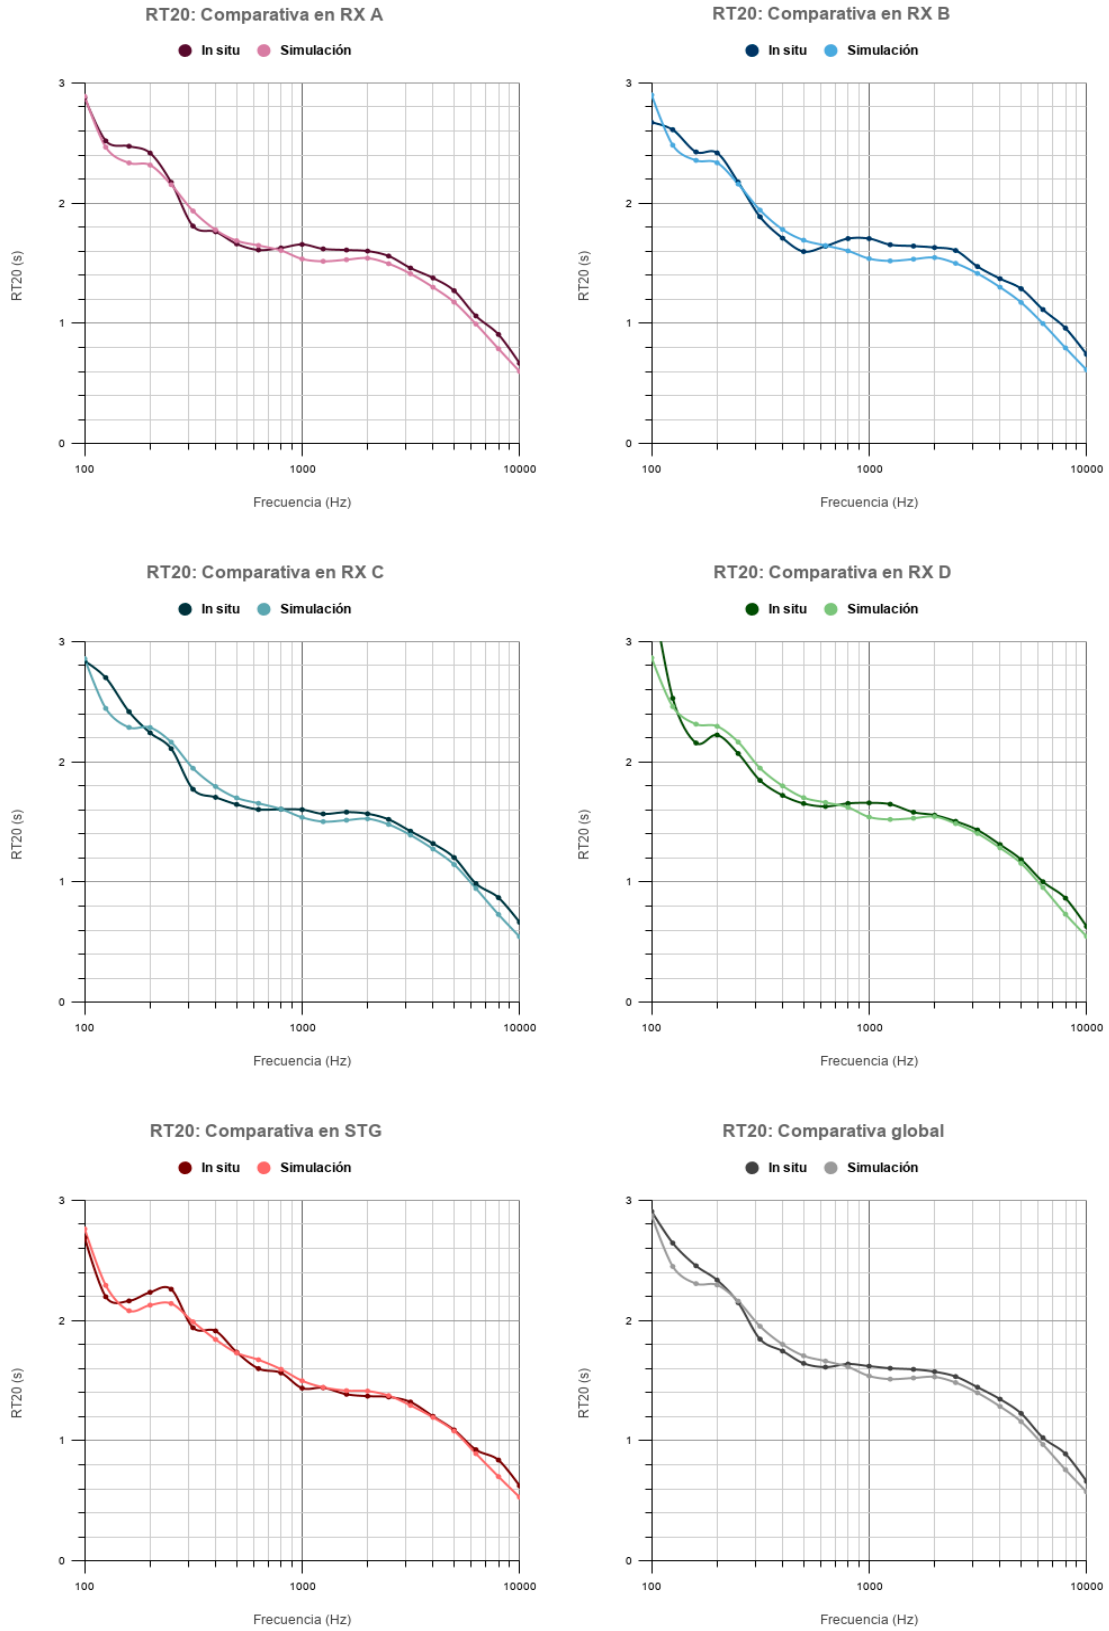 RT20: Comparativa en RX A
In situ Simulación
RT20 (s)
3
2
1
0
100 1000 10000
Frecuencia (Hz)
RT20: Comparativa en RX B
In situ Simulación
RT20 (s)
3
2
1
0
100 1000 10000
Frecuencia (Hz)
RT20: Comparativa en RX C
In situ Simulación
RT20 (s)
3
2
1
0
100 1000 10000
Frecuencia (Hz)
RT20: Comparativa en RX D
In situ Simulación
RT20 (s)
3
2
1
0
100 1000 10000
Frecuencia (Hz)
RT20: Comparativa en STG
In situ Simulación
RT20 (s)
3
2
1
0
100 1000 10000
Frecuencia (Hz)
RT20: Comparativa global
In situ Simulación
RT20 (s)
3
2
1
0
100 1000 10000
Frecuencia (Hz)